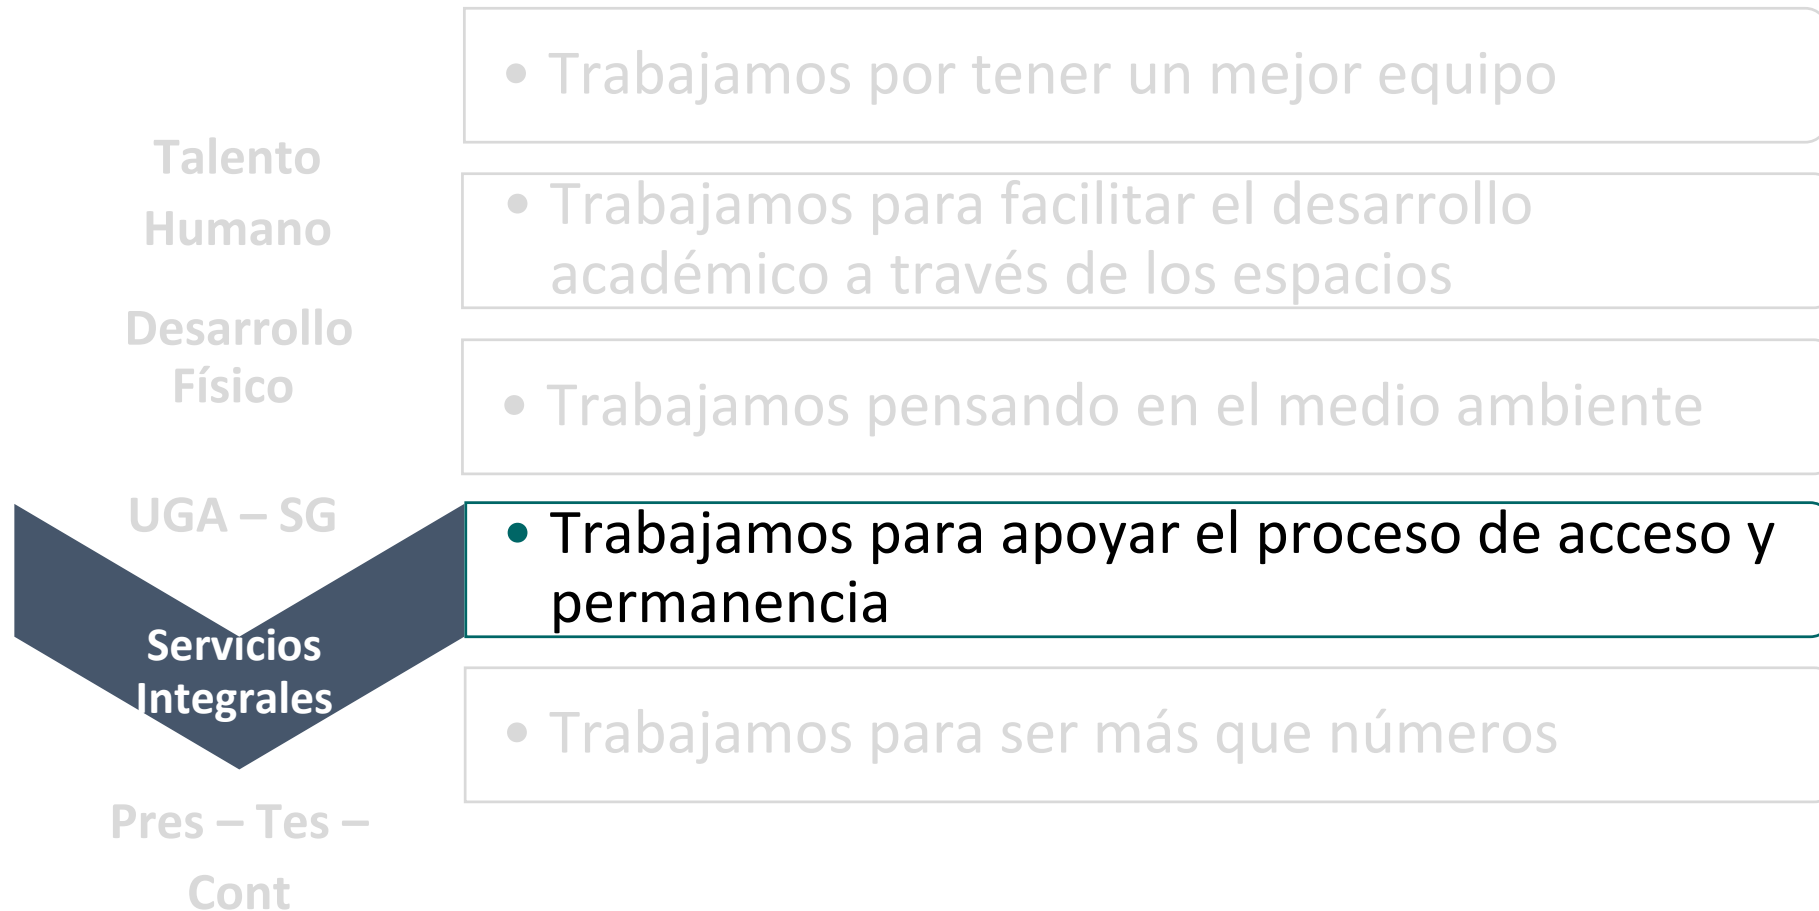 Talento
Humano
• Trabajamos por tener un mejor equipo
Desarrollo
Físico
• Trabajamos para facilitar el desarrollo
académico a través de los espacios
UGA – SG
• Trabajamos pensando en el medio ambiente
Servicios
Integrales
• Trabajamos para apoyar el proceso de acceso y
permanencia
Pres – Tes –
Cont
• Trabajamos para ser más que números